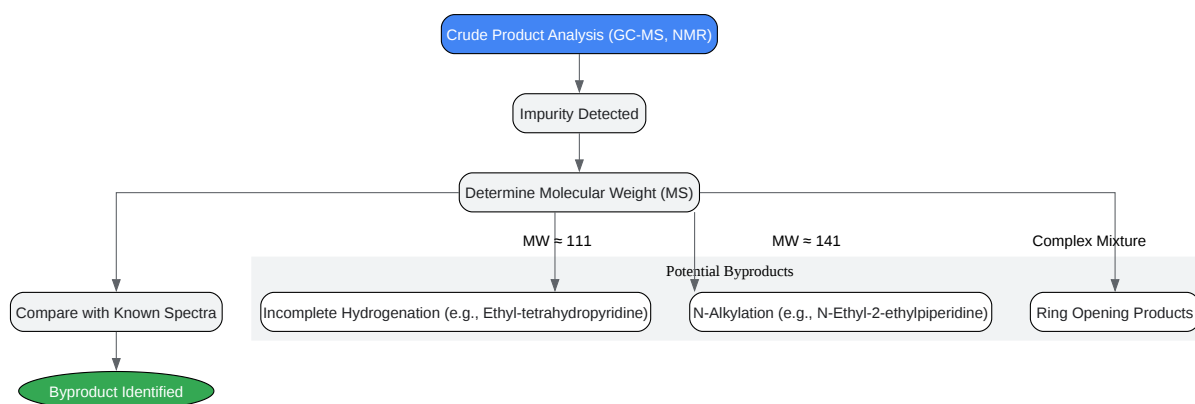 Crude Product Analysis (GC-MS, NMR)
Impurity Detected
Determine Molecular Weight (MS)
MW ≈ 111
MW ≈ 141
Complex Mixture
Potential Byproducts
Compare with Known Spectra
Incomplete Hydrogenation (e.g., Ethyl-tetrahydropyridine)
N-Alkylation (e.g., N-Ethyl-2-ethylpiperidine)
Ring Opening Products
Byproduct Identified